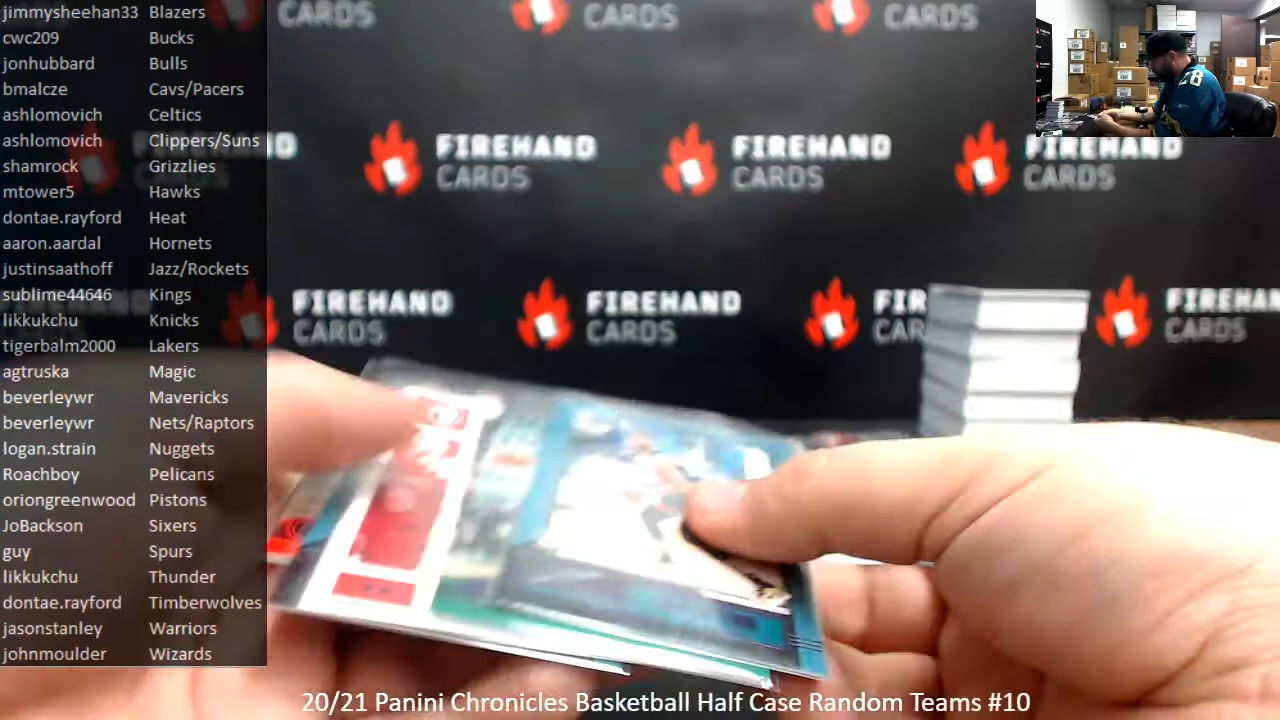 jimmysheehan33 Blazers
cwc209 Bucks
jonhubbard Bulls
bmalcze Cavs/Pacers
ashlomovich Celtics
ashlomovich Clippers/Suns
shamrock Grizzlies
mtower5 Hawks
dontae.rayford Heat
aaron.aardal Hornets
justinsaathoff Jazz/Rockets
sublime44646 Kings
likkukchu Knicks
tigerbalm2000 Lakers
agtruska Magic
beverleywr Mavericks
beverleywr Nets/Raptors
logan.strain Nuggets
Roachboy Pelicans
oriongreenwood Pistons
JoBackson Sixers
guy Spurs
likkukchu Thunder
dontae.rayford Timberwolves
jasonstanley Warriors
johnmoulder Wizards
FIREHAND
CARDS
CARDS
CARDS
FIREHAND
CARDS
FIREHAND
CARDS
FIREHAND
CARDS
FIREHAND
CARDS
FIREHAND
CARDS
FIREHAND
CARDS
28
20/21 Panini Chronicles Basketball Half Case Random Teams #10